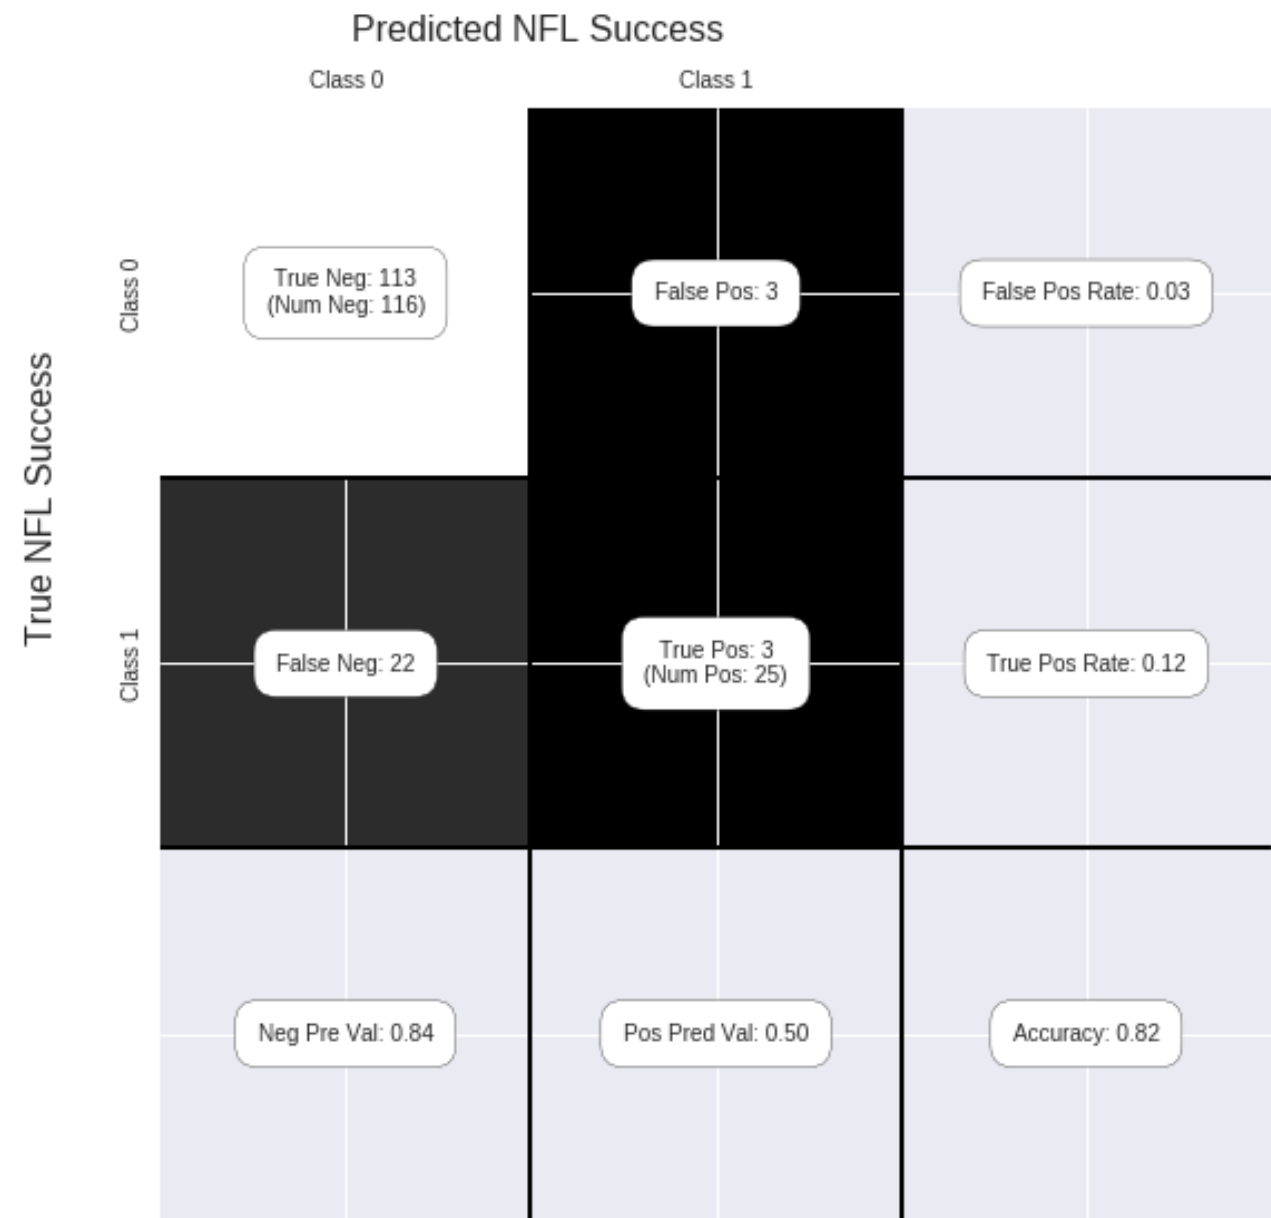 Predicted NFL Success
Class 0
Class 1
True NFL Success
Class 0
True Neg: 113
(Num Neg: 116)
False Pos: 3
False Pos Rate: 0.03
Class 1
False Neg: 22
True Pos: 3
(Num Pos: 25)
True Pos Rate: 0.12
Neg Pre Val: 0.84
Pos Pred Val: 0.50
Accuracy: 0.82